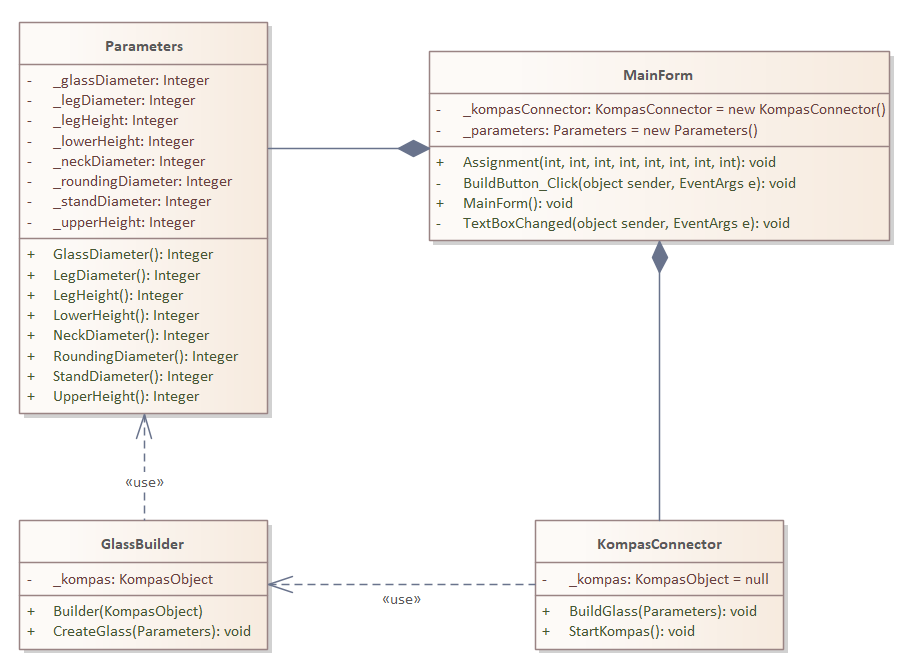 Parameters
- _glassDiameter: Integer
- _legDiameter: Integer
- _legHeight: Integer
- _lowerHeight: Integer
- _neckDiameter: Integer
- _roundingDiameter: Integer
- _standDiameter: Integer
- _upperHeight: Integer
+ GlassDiameter(): Integer
+ LegDiameter(): Integer
+ LegHeight(): Integer
+ LowerHeight(): Integer
+ NeckDiameter(): Integer
+ RoundingDiameter(): Integer
+ StandDiameter(): Integer
+ UpperHeight(): Integer
MainForm
- _kompasConnector: KompasConnector = new KompasConnector()
- _parameters: Parameters = new Parameters()
+ Assignment(int, int, int, int, int, int, int, int): void
- BuildButton_Click(object sender, EventArgs e): void
+ MainForm(): void
- TextBoxChanged(object sender, EventArgs e): void
«use»
GlassBuilder
- _kompas: KompasObject
+ Builder(KompasObject)
+ CreateGlass(Parameters): void
«use»
KompasConnector
- _kompas: KompasObject = null
+ BuildGlass(Parameters): void
+ StartKompas(): void